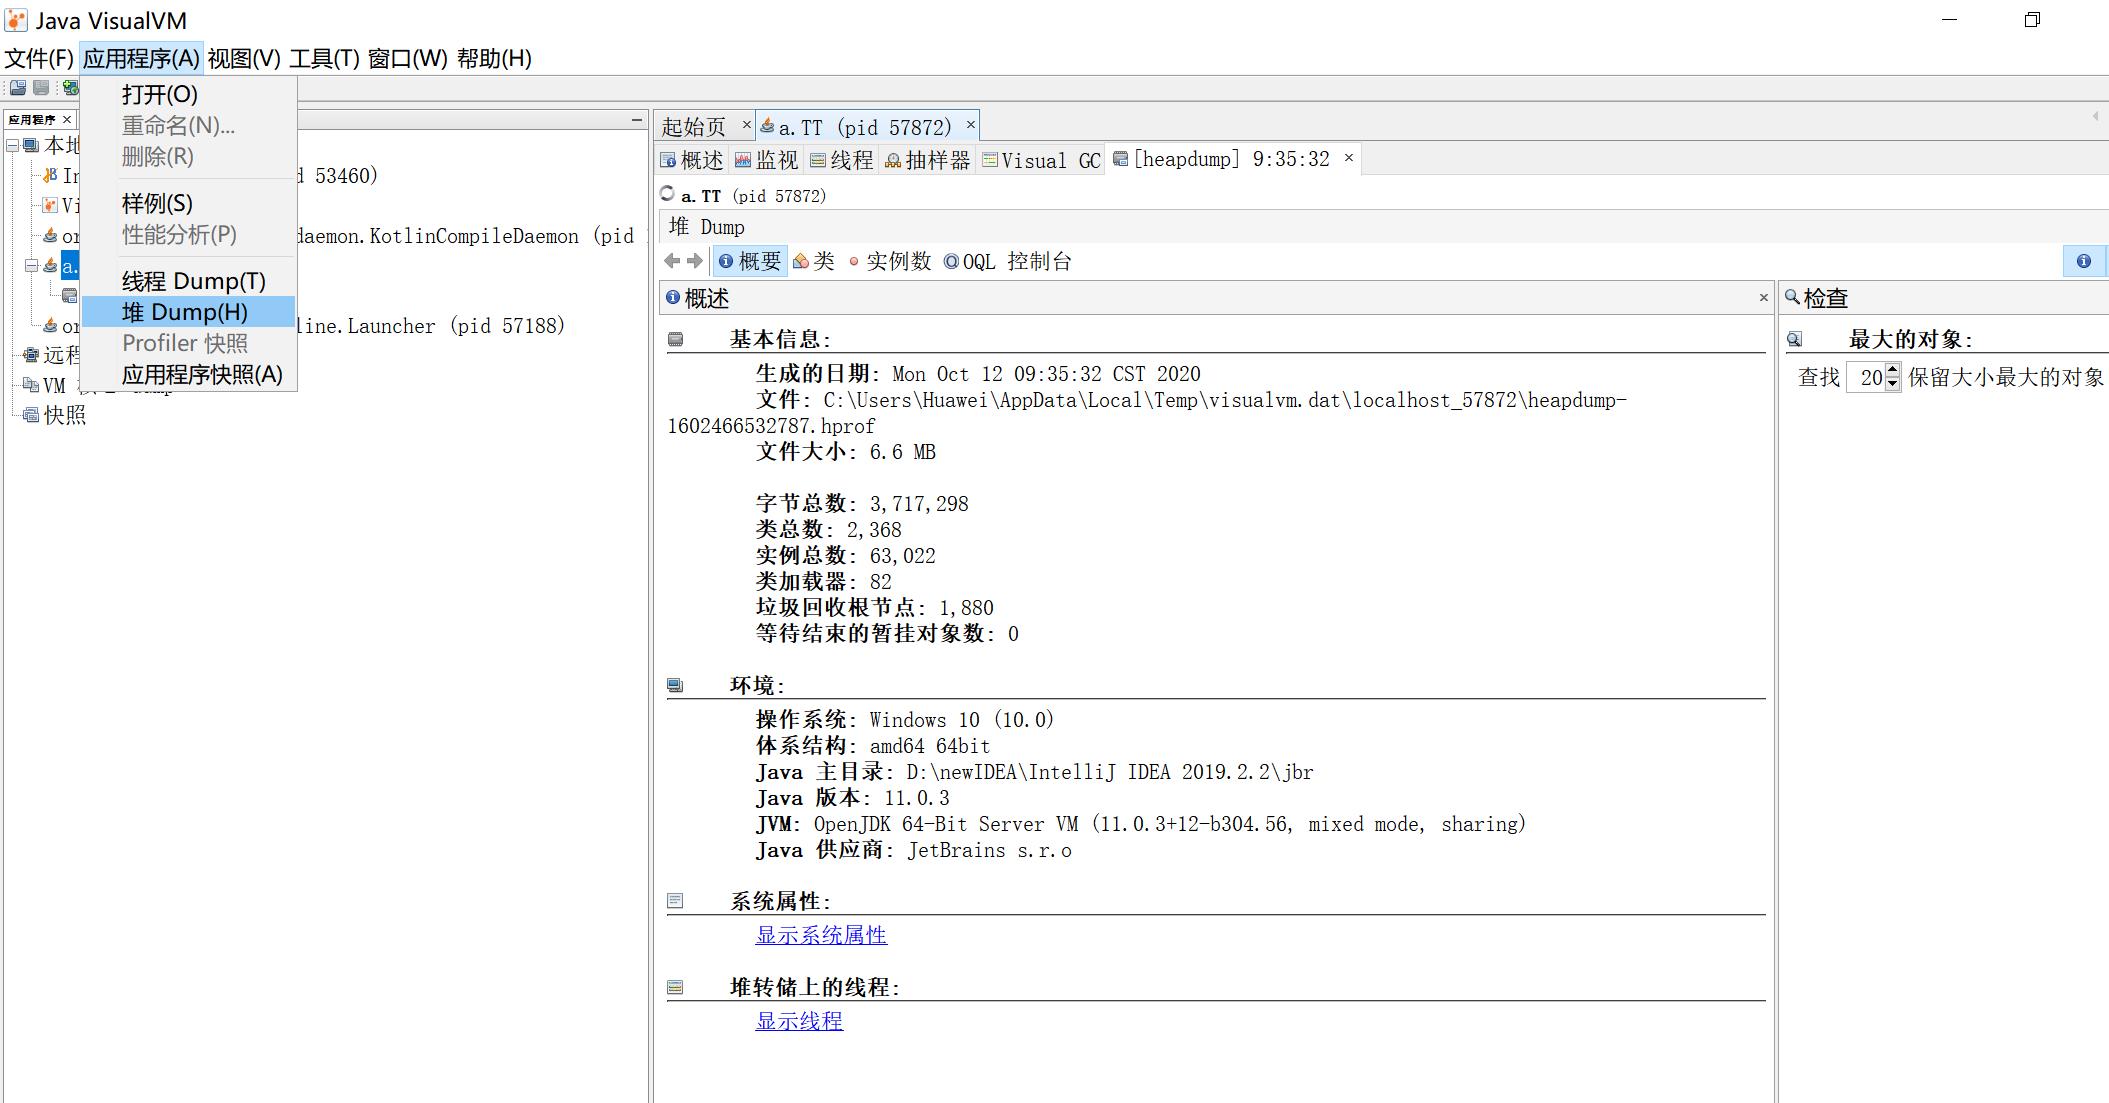 Java VisualVM
文件(F) 应用程序(A) 视图(V) 工具(T) 窗口(W) 帮助(H)
打开(O)
重命名(N)...
删除(R)
样例(S)
性能分析(P)
线程 Dump(T)
堆 Dump(H)
Profiler 快照
应用程序快照(A)
应用程序 ×
本地
53460)
daemon.KotlinCompileDaemon (pid
a.
line.Launcher (pid 57188)
远程
VM
快照
起始页 × a.TT (pid 57872) ×
概述 监视 线程 抽样器 Visual GC [heapdump] 9:35:32 ×
a.TT (pid 57872)
堆 Dump
概要 类 实例数 OQL 控制台
概述 ×
基本信息:
生成的日期: Mon Oct 12 09:35:32 CST 2020
文件: C:\Users\Huawei\AppData\Local\Temp\visualvm.dat\localhost_57872\heapdump-
1602466532787.hprof
文件大小: 6.6 MB
字节总数: 3,717,298
类总数: 2,368
实例总数: 63,022
类加载器: 82
垃圾回收根节点: 1,880
等待结束的暂挂对象数: 0
环境:
操作系统: Windows 10 (10.0)
体系结构: amd64 64bit
Java 主目录: D:\newIDEA\IntelliJ IDEA 2019.2.2\jbr
Java 版本: 11.0.3
JVM: OpenJDK 64-Bit Server VM (11.0.3+12-b304.56, mixed mode, sharing)
Java 供应商: JetBrains s.r.o
系统属性:
显示系统属性
堆转储上的线程:
显示线程
检查
最大的对象:
查找 20 保留大小最大的对象